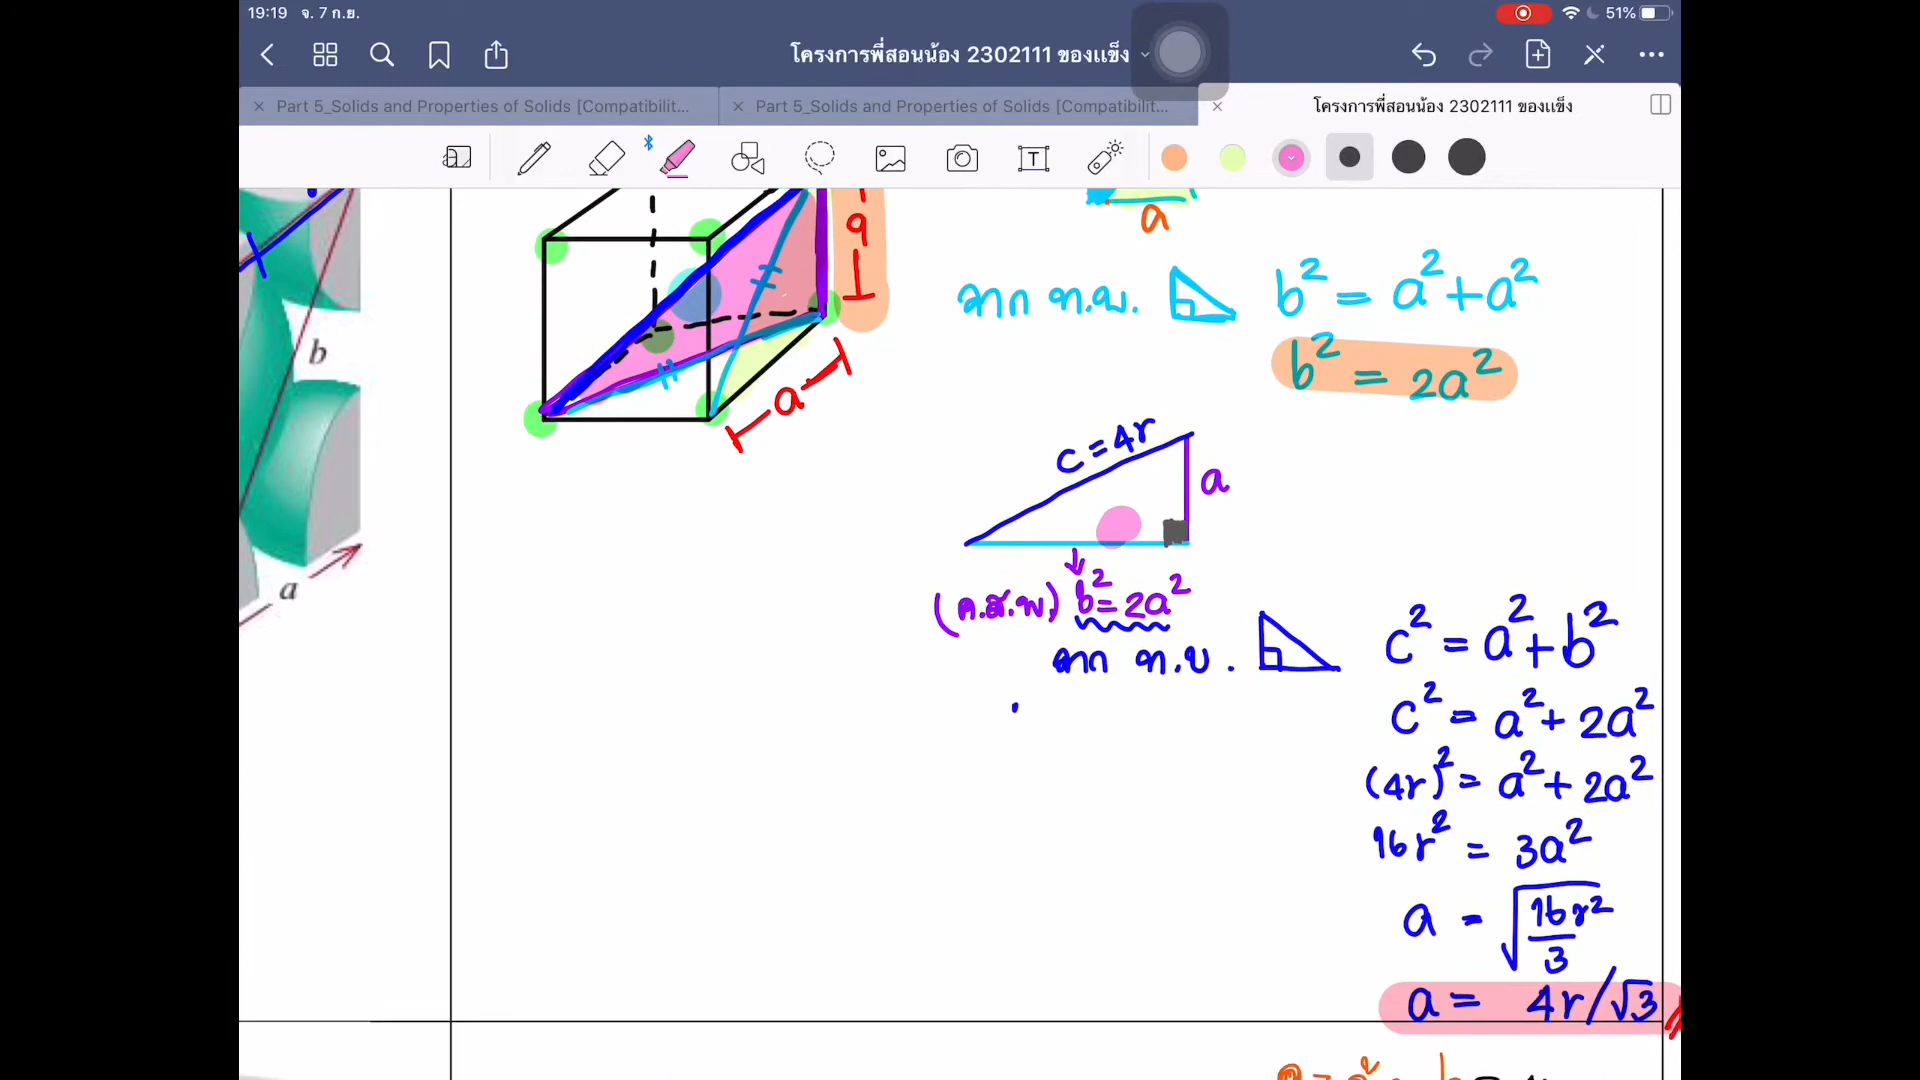 19:19 จ. 7 ก.ย.
51%
โครงการพี่สอนน้อง 2302111 ของแข็ง
Part 5_Solids and Properties of Solids [Compatibilit...
Part 5_Solids and Properties of Solids [Compatibilit...
โครงการพี่สอนน้อง 2302111 ของแข็ง
T
a
a
b
a
a
จาก ท.พ.
b² = a² + a²
b² = 2a²
c = 4r
a
(ค.ส.พ.) b² = 2a²
จาก ท.บ.
c² = a² + b²
c² = a² + 2a²
(4r)² = a² + 2a²
16r² = 3a²
a = √16r²/3
a = 4r/√3